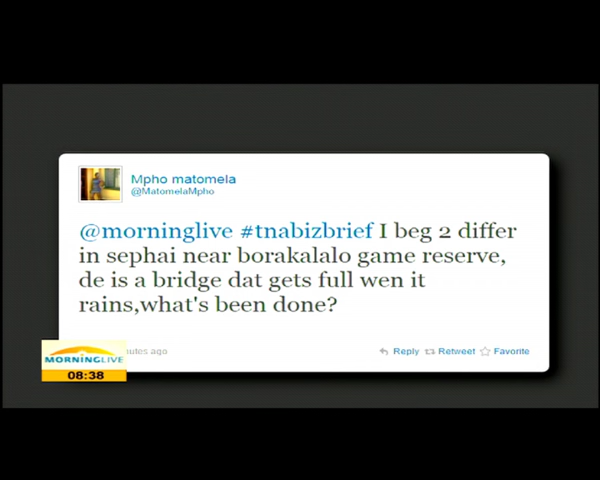 Mpho matomela
@MatomelaMpho
@morninglive #tnabizbrief I beg 2 differ
in sephai near borakalalo game reserve,
de is a bridge dat gets full wen it
rains,what's been done?
ago
Reply Retweet Favorite
MORNINGLIVE
08:38